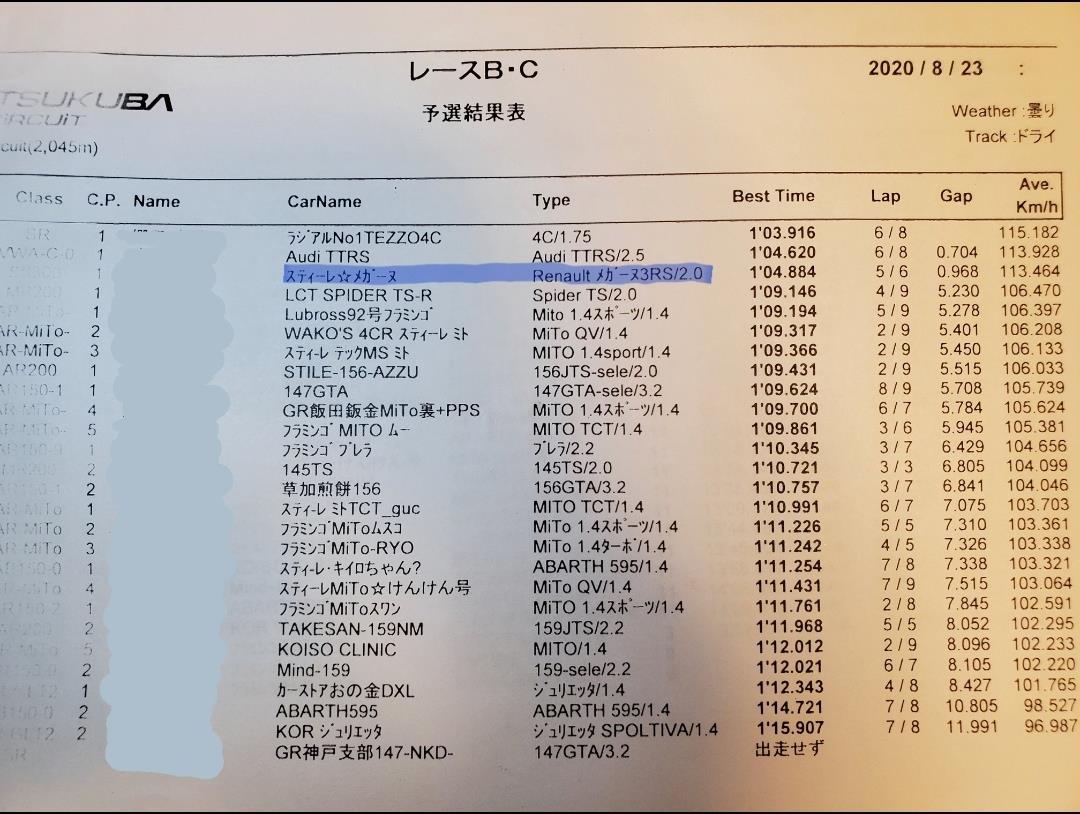 レースB・C
2020 / 8 / 23 :
TSUKUBA
CIRCUIT
予選結果表
Weather :曇り
Track :ドライ
cuit(2,045m)
Class C.P. Name CarName Type Best Time Lap Gap Ave. Km/h
SR 1 ﾗｼﾞｱﾙNo1TEZZO4C 4C/1.75 1'03.916 6 / 8 115.182
VWA-C-0 1 Audi TTRS Audi TTRS/2.5 1'04.620 6 / 8 0.704 113.928
1 ｽﾃｨｰﾚ☆ﾒｶﾞｰﾇ Renault ﾒｶﾞｰﾇ3RS/2.0 1'04.884 5 / 6 0.968 113.464
1 LCT SPIDER TS-R Spider TS/2.0 1'09.146 4 / 9 5.230 106.470
1 Lubross92号ﾌﾗﾐﾝｺﾞ Mito 1.4ｽﾎﾟｰﾂ/1.4 1'09.194 5 / 9 5.278 106.397
AR-MiTo- 2 WAKO'S 4CR ｽﾃｨｰﾚ ﾐﾄ MiTo QV/1.4 1'09.317 2 / 9 5.401 106.208
AR-MiTo- 3 ｽﾃｨｰﾚ ﾃｯｸMS ﾐﾄ MITO 1.4sport/1.4 1'09.366 2 / 9 5.450 106.133
AR200 1 STILE-156-AZZU 156JTS-sele/2.0 1'09.431 2 / 9 5.515 106.033
AR150-1 1 147GTA 147GTA-sele/3.2 1'09.624 8 / 9 5.708 105.739
AR-MiTo- 4 GR飯田鈑金MiTo裏+PPS MiTO 1.4ｽﾎﾟｰﾂ/1.4 1'09.700 6 / 7 5.784 105.624
AR-MiTo- 5 ﾌﾗﾐﾝｺﾞ MITO ﾑｰ MITO TCT/1.4 1'09.861 3 / 6 5.945 105.381
1 ﾌﾗﾐﾝｺﾞ ﾌﾞﾚﾗ ﾌﾞﾚﾗ/2.2 1'10.345 3 / 7 6.429 104.656
2 145TS 145TS/2.0 1'10.721 3 / 3 6.805 104.099
AR150-1 2 草加煎餅156 156GTA/3.2 1'10.757 3 / 7 6.841 104.046
AR-MiTo 1 ｽﾃｨｰﾚ ﾐﾄTCT_guc MITO TCT/1.4 1'10.991 6 / 7 7.075 103.703
AR-MiTo 2 ﾌﾗﾐﾝｺﾞMiToﾑｽｺ MiTo 1.4ｽﾎﾟｰﾂ/1.4 1'11.226 5 / 5 7.310 103.361
AR-MiTo 3 ﾌﾗﾐﾝｺﾞMiTo-RYO MiTo 1.4ﾀｰﾎﾞ/1.4 1'11.242 4 / 5 7.326 103.338
1 ｽﾃｨｰﾚ・ｷｲﾛちゃん? ABARTH 595/1.4 1'11.254 7 / 8 7.338 103.321
AR-MiTo 4 ｽﾃｨｰﾚMiTo☆けんけん号 MiTo QV/1.4 1'11.431 7 / 9 7.515 103.064
1 ﾌﾗﾐﾝｺﾞMiToｽワン MiTO 1.4ｽﾎﾟｰﾂ/1.4 1'11.761 2 / 8 7.845 102.591
AR200 2 TAKESAN-159NM 159JTS/2.2 1'11.968 5 / 5 8.052 102.295
AR-MiTo 5 KOISO CLINIC MITO/1.4 1'12.012 2 / 9 8.096 102.233
2 Mind-159 159-sele/2.2 1'12.021 6 / 7 8.105 102.220
1 ｶｰｽﾄｱおの金DXL ｼﾞｭﾘｴｯﾀ/1.4 1'12.343 4 / 8 8.427 101.765
2 ABARTH595 ABARTH 595/1.4 1'14.721 7 / 8 10.805 98.527
2 KOR ｼﾞｭﾘｴｯﾀ ｼﾞｭﾘｴｯﾀ SPOLTIVA/1.4 1'15.907 7 / 8 11.991 96.987
SR GR神戸支部147-NKD- 147GTA/3.2 出走せず